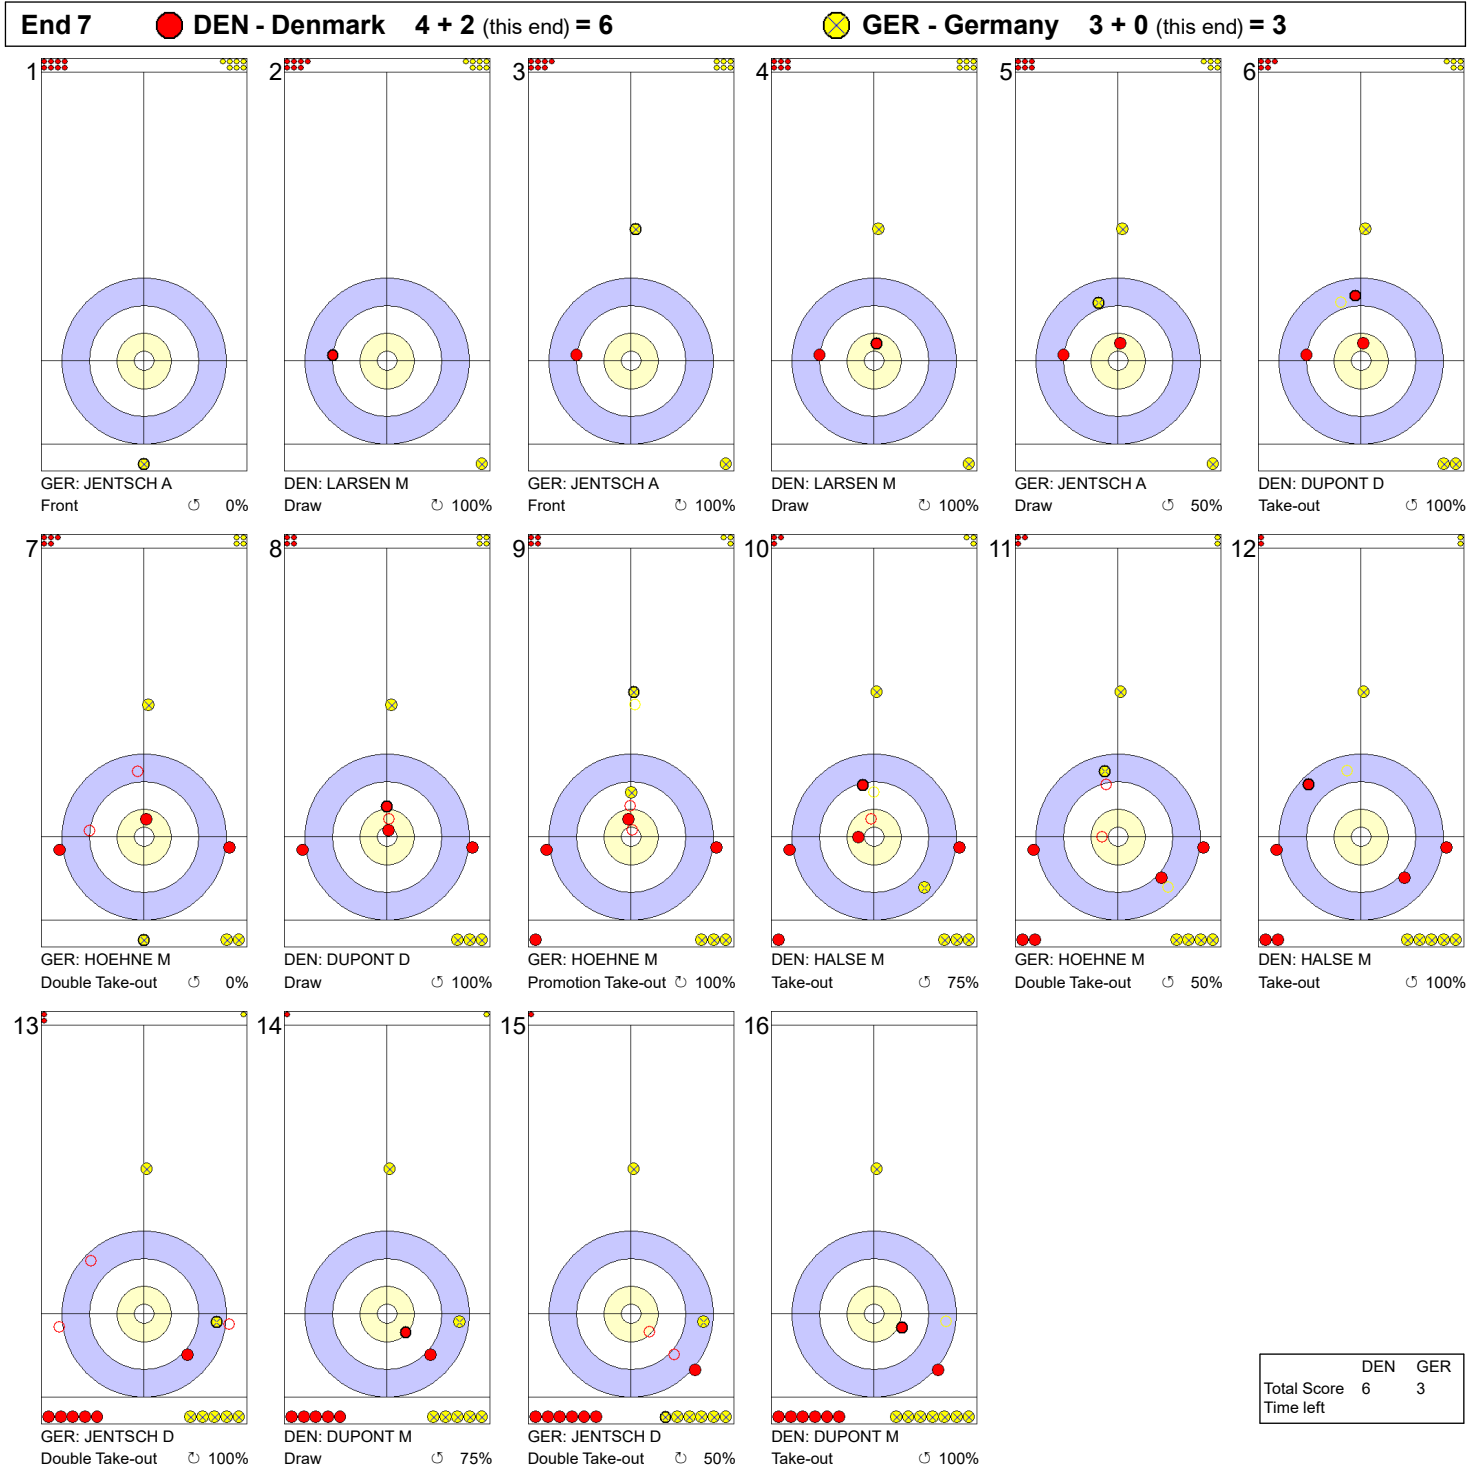 End 7 DEN - Denmark 4 + 2 (this end) = 6 GER - Germany 3 + 0 (this end) = 3
1 2 3 4 5 6
GER: JENTSCH A DEN: LARSEN M GER: JENTSCH A DEN: LARSEN M GER: JENTSCH A DEN: DUPONT D
Front ↺ 0% Draw ↻ 100% Front ↻ 100% Draw ↻ 100% Draw ↺ 50% Take-out ↺ 100%
7 8 9 10 11 12
GER: HOEHNE M DEN: DUPONT D GER: HOEHNE M DEN: HALSE M GER: HOEHNE M DEN: HALSE M
Double Take-out ↺ 0% Draw ↺ 100% Promotion Take-out ↻ 100% Take-out ↺ 75% Double Take-out ↺ 50% Take-out ↻ 100%
13 14 15 16
GER: JENTSCH D DEN: DUPONT M GER: JENTSCH D DEN: DUPONT M
Double Take-out ↻ 100% Draw ↻ 75% Double Take-out ↻ 50% Take-out ↻ 100%
DEN GER
Total Score 6 3
Time left